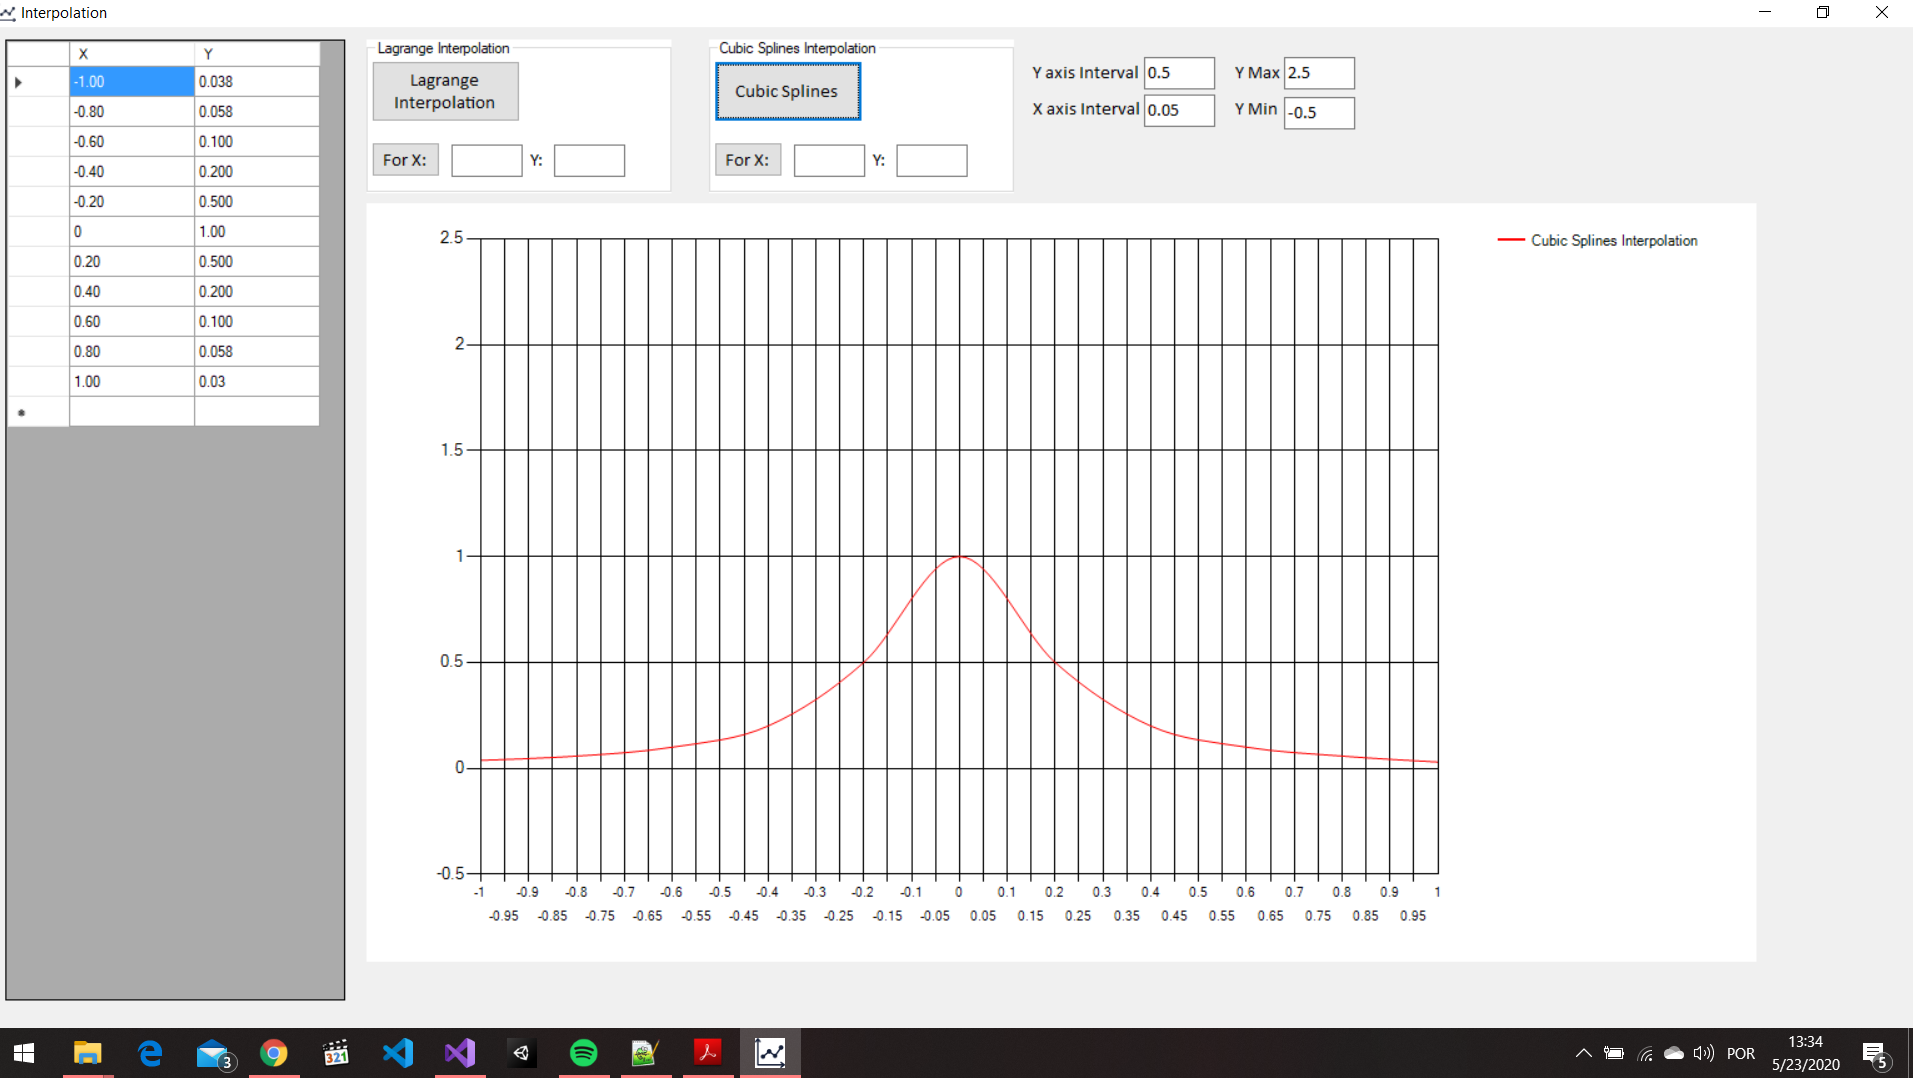 Interpolation
X Y
-1.00 0.038
-0.80 0.058
-0.60 0.100
-0.40 0.200
-0.20 0.500
0 1.00
0.20 0.500
0.40 0.200
0.60 0.100
0.80 0.058
1.00 0.03
Lagrange Interpolation
Lagrange
Interpolation
For X: Y:
Cubic Splines Interpolation
Cubic Splines
For X: Y:
Y axis Interval 0.5 Y Max 2.5
X axis Interval 0.05 Y Min -0.5
Cubic Splines Interpolation
2.5
2
1.5
1
0.5
0
-0.5
-1 -0.9 -0.8 -0.7 -0.6 -0.5 -0.4 -0.3 -0.2 -0.1 0 0.1 0.2 0.3 0.4 0.5 0.6 0.7 0.8 0.9 1
-0.95 -0.85 -0.75 -0.65 -0.55 -0.45 -0.35 -0.25 -0.15 -0.05 0.05 0.15 0.25 0.35 0.45 0.55 0.65 0.75 0.85 0.95
3
321
POR
13:34
5/23/2020
5